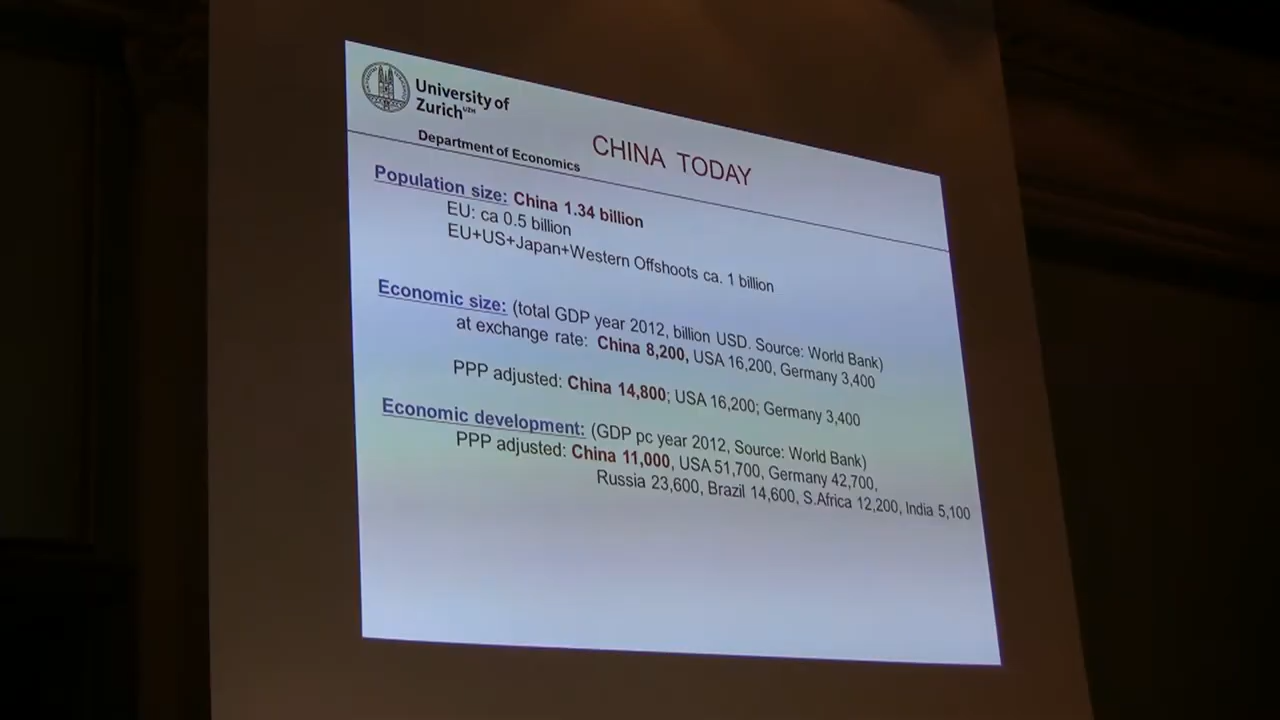 University of
Zurich UZH
Department of Economics
CHINA TODAY
Population size: China 1.34 billion
EU: ca 0.5 billion
EU+US+Japan+Western Offshoots ca. 1 billion
Economic size: (total GDP year 2012, billion USD. Source: World Bank)
at exchange rate: China 8,200, USA 16,200, Germany 3,400
PPP adjusted: China 14,800; USA 16,200; Germany 3,400
Economic development: (GDP pc year 2012, Source: World Bank)
PPP adjusted: China 11,000, USA 51,700, Germany 42,700,
Russia 23,600, Brazil 14,600, S.Africa 12,200, India 5,100